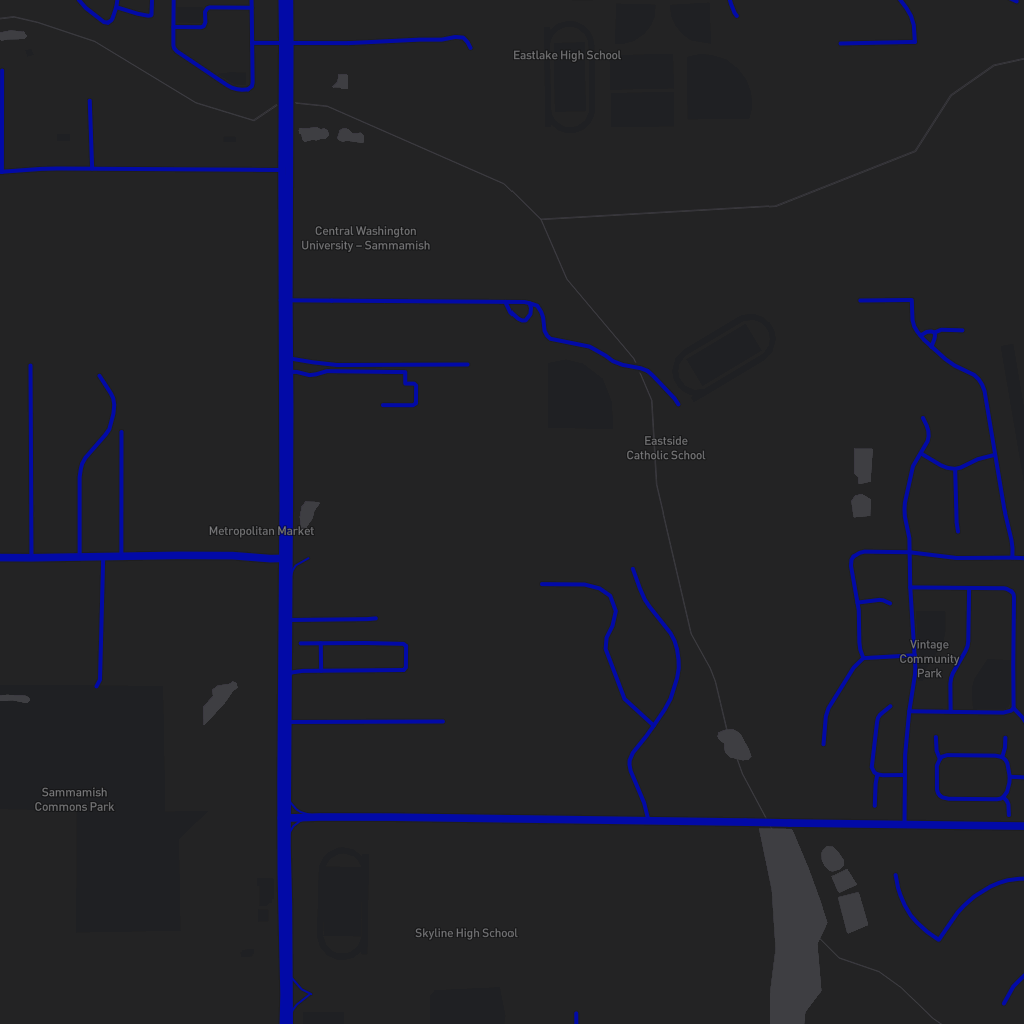 Eastlake High School
Central Washington
University – Sammamish
Eastside
Catholic School
Metropolitan Market
Vintage
Community
Park
Sammamish
Commons Park
Skyline High School